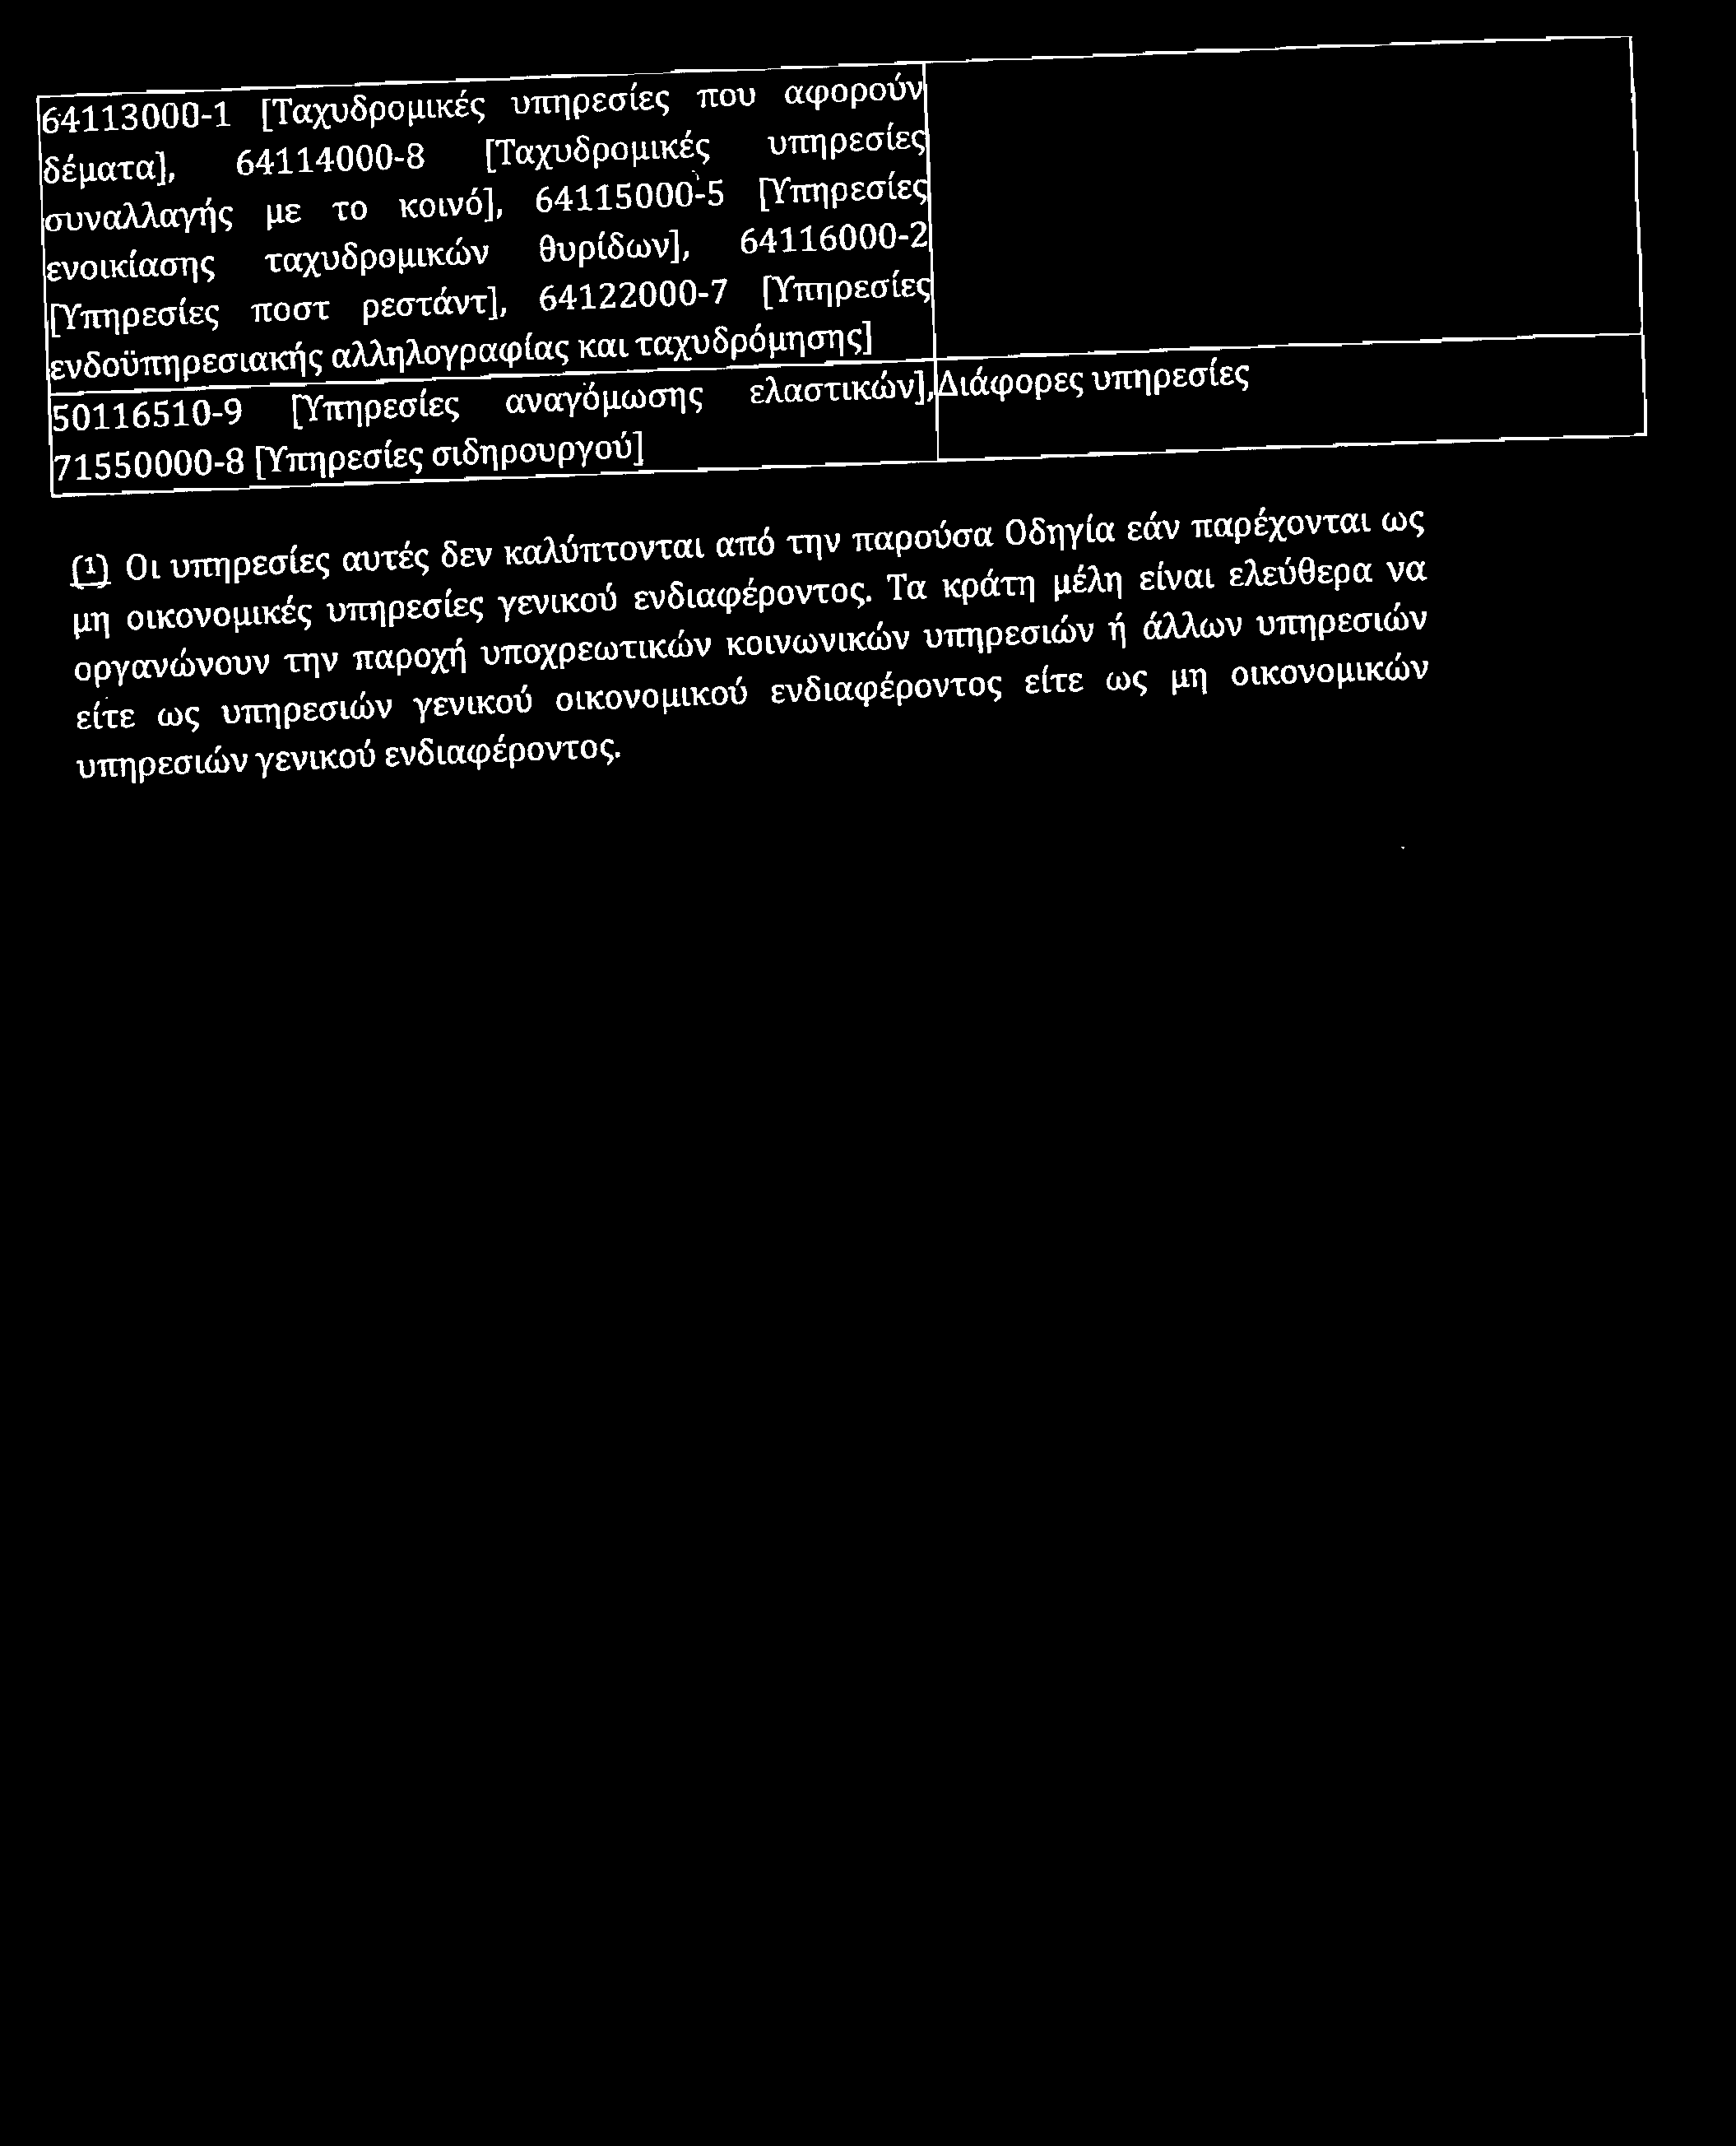 64113000-1 [Ταχυδρομικές υπηρεσίες που αφορούν
δέματα], 64114000-8 [Ταχυδρομικές υπηρεσίες
συναλλαγής με το κοινό], 64115000-5 [Υπηρεσίες
ενοικίασης ταχυδρομικών θυρίδων], 64116000-2
[Υπηρεσίες ποστ ρεστάντ], 64122000-7 [Υπηρεσίες
ενδοϋπηρεσιακής αλληλογραφίας και ταχυδρόμησης]
50116510-9 [Υπηρεσίες αναγόμωσης ελαστικών], Διάφορες υπηρεσίες
71550000-8 [Υπηρεσίες σιδηρουργού]
(1) Οι υπηρεσίες αυτές δεν καλύπτονται από την παρούσα Οδηγία εάν παρέχονται ως
μη οικονομικές υπηρεσίες γενικού ενδιαφέροντος. Τα κράτη μέλη είναι ελεύθερα να
οργανώνουν την παροχή υποχρεωτικών κοινωνικών υπηρεσιών ή άλλων υπηρεσιών
είτε ως υπηρεσιών γενικού οικονομικού ενδιαφέροντος είτε ως μη οικονομικών
υπηρεσιών γενικού ενδιαφέροντος.